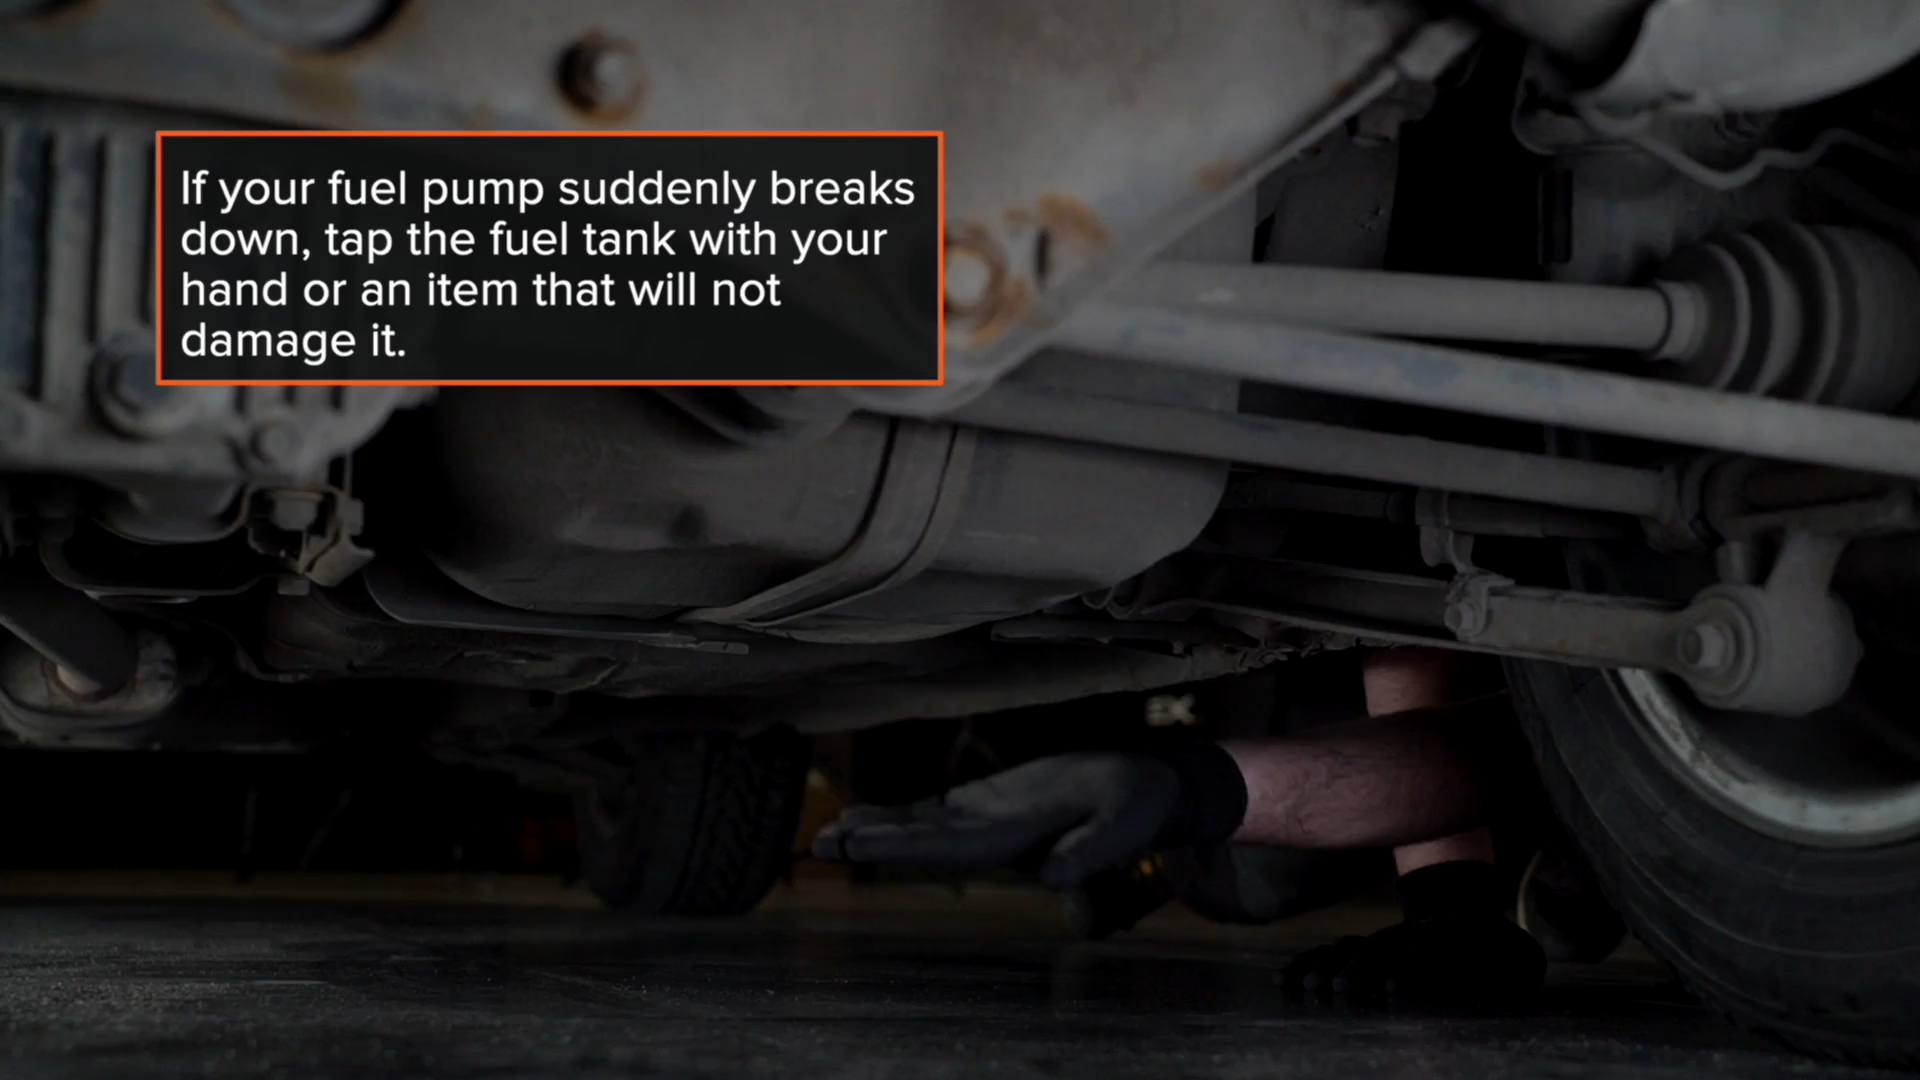 If your fuel pump suddenly breaks
down, tap the fuel tank with your
hand or an item that will not
damage it.